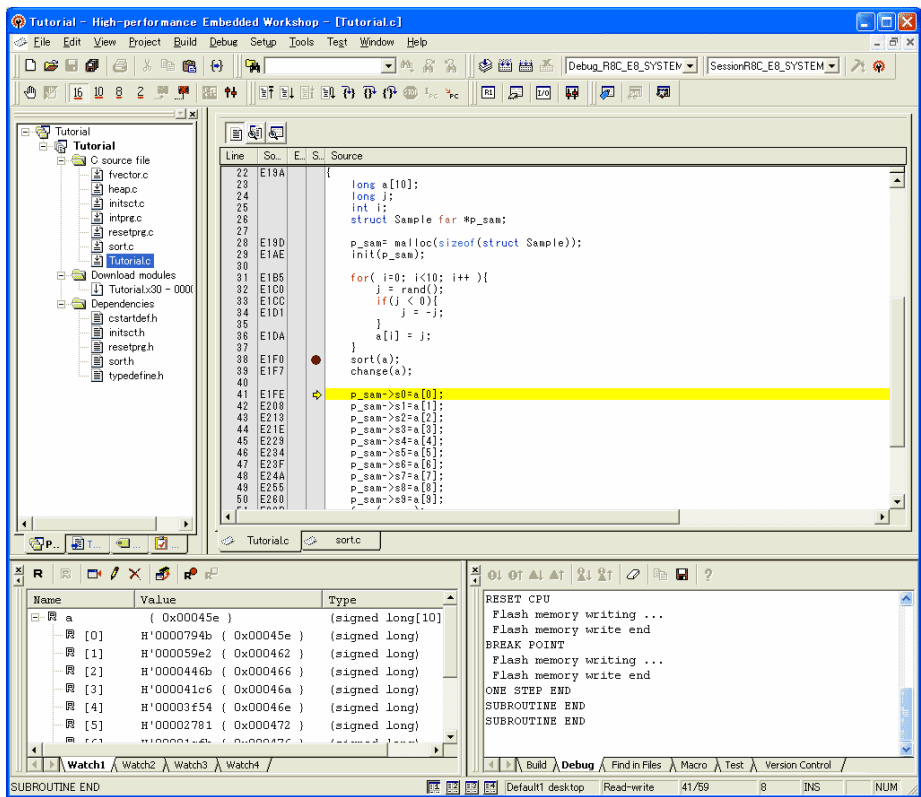 Tutorial - High-performance Embedded Workshop - [Tutorial.c]
File Edit View Project Build Debug Setup Tools Test Window Help
Debug_R8C_E8_SYSTEM SessionR8C_E8_SYSTEM
16 10 8 2
Tutorial
Tutorial
C source file
fvector.c
heap.c
initsct.c
intprg.c
resetprg.c
sort.c
Tutorial.c
Download modules
Tutorial.x30 - 0000
Dependencies
cstartdef.h
initsct.h
resetprg.h
sort.h
typedefine.h
P... T...
Line So... E... S... Source
22 E19A {
23 long a[10];
24 long j;
25 int i;
26 struct Sample far *p_sam;
27
28 E19D p_sam= malloc(sizeof(struct Sample));
29 E1AE init(p_sam);
30
31 E1B5 for( i=0; i<10; i++ ){
32 E1C0 j = rand();
33 E1CC if(j < 0){
34 E1D1 j = -j;
35 }
36 E1DA a[i] = j;
37 }
38 E1F0 sort(a);
39 E1F7 change(a);
40
41 E1FE p_sam->s0=a[0];
42 E208 p_sam->s1=a[1];
43 E213 p_sam->s2=a[2];
44 E21E p_sam->s3=a[3];
45 E229 p_sam->s4=a[4];
46 E234 p_sam->s5=a[5];
47 E23F p_sam->s6=a[6];
48 E24A p_sam->s7=a[7];
49 E255 p_sam->s8=a[8];
50 E260 p_sam->s9=a[9];
Tutorial.c sort.c
Name Value Type
a { 0x00045e } (signed long[10]
[0] H'0000794b { 0x00045e } (signed long)
[1] H'000059e2 { 0x000462 } (signed long)
[2] H'0000446b { 0x000466 } (signed long)
[3] H'000041c6 { 0x00046a } (signed long)
[4] H'00003f54 { 0x00046e } (signed long)
[5] H'00002781 { 0x000472 } (signed long)
Watch1 Watch2 Watch3 Watch4
RESET CPU
Flash memory writing ...
Flash memory write end
BREAK POINT
Flash memory writing ...
Flash memory write end
ONE STEP END
SUBROUTINE END
SUBROUTINE END
Build Debug Find in Files Macro Test Version Control
SUBROUTINE END Default1 desktop Read-write 41/59 8 INS NUM